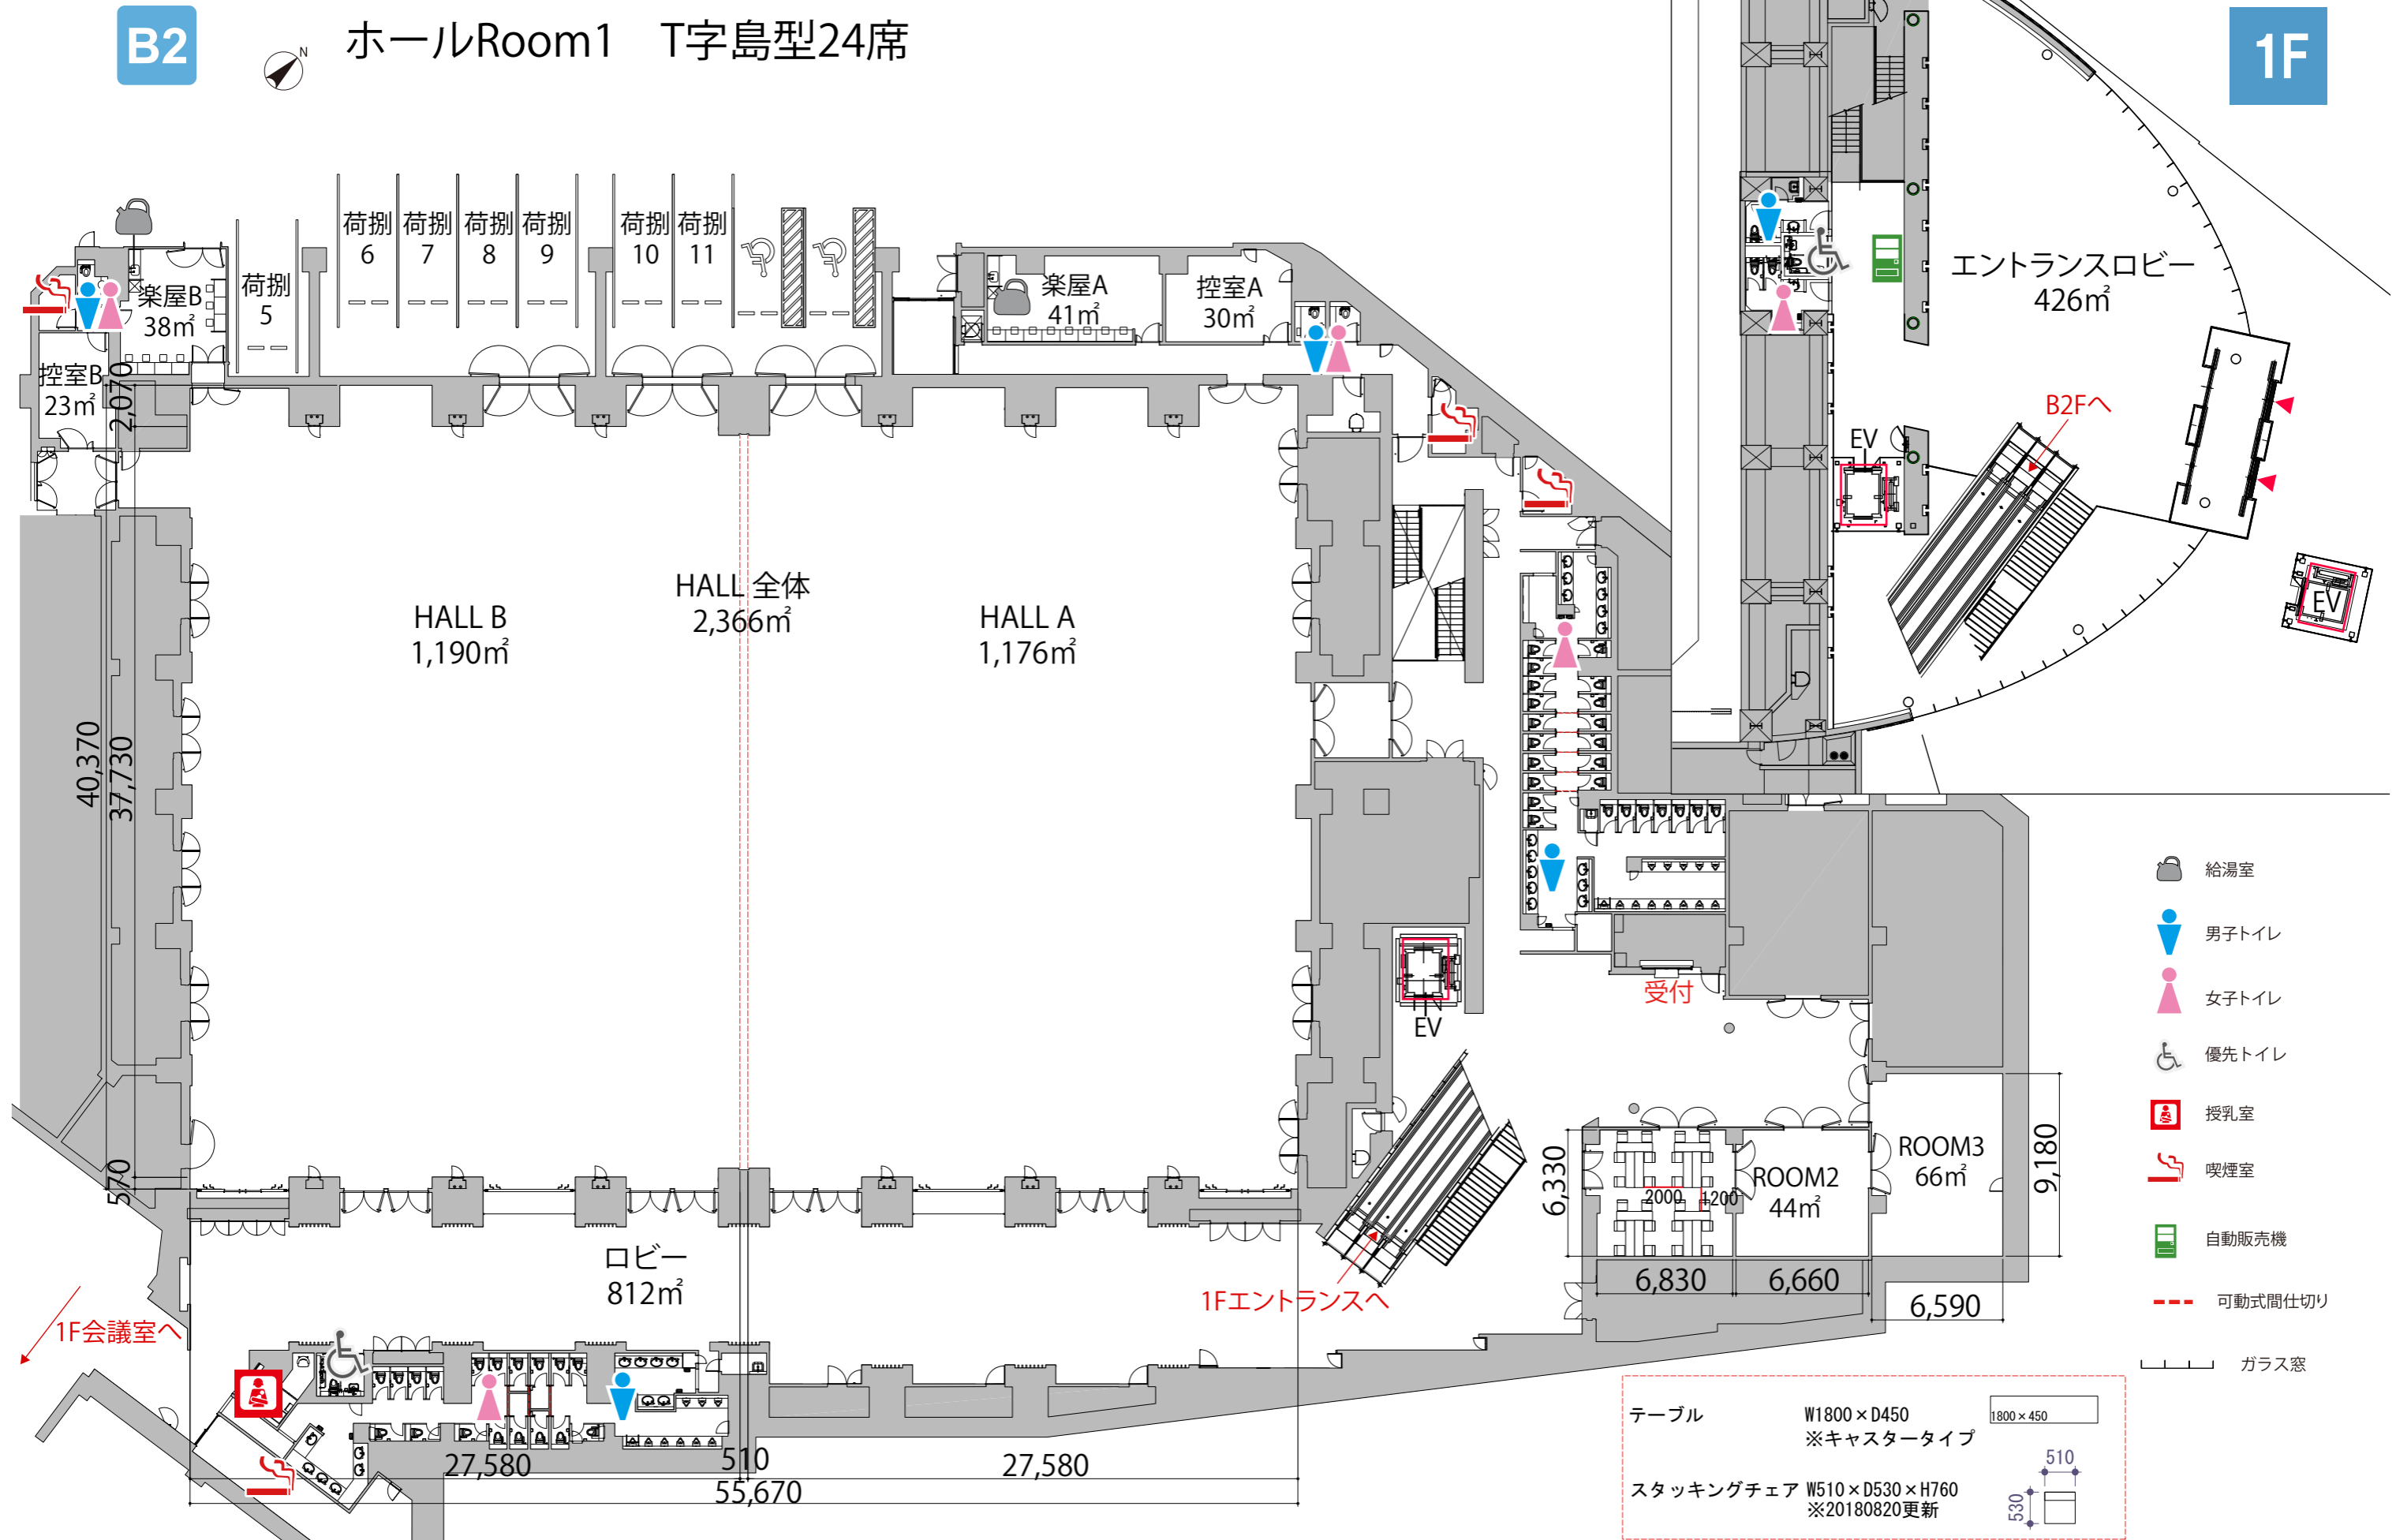 B2
N
ホールRoom1　T字島型24席
1F
荷捌
5
荷捌
6
荷捌
7
荷捌
8
荷捌
9
荷捌
10
荷捌
11
楽屋B
38㎡
控室B
23㎡
楽屋A
41㎡
控室A
30㎡
エントランスロビー
426㎡
B2Fへ
EV
EV
2,070
40,370
37,730
570
HALL B
1,190㎡
HALL 全体
2,366㎡
HALL A
1,176㎡
EV
受付
ロビー
812㎡
1Fエントランスへ
1F会議室へ
6,330
2000
1200
ROOM2
44㎡
ROOM3
66㎡
9,180
6,830
6,660
6,590
27,580
510
27,580
55,670
給湯室
男子トイレ
女子トイレ
優先トイレ
授乳室
喫煙室
自動販売機
可動式間仕切り
ガラス窓
テーブル　W1800×D450
※キャスタータイプ
1800×450
スタッキングチェア W510×D530×H760
※20180820更新
510
530